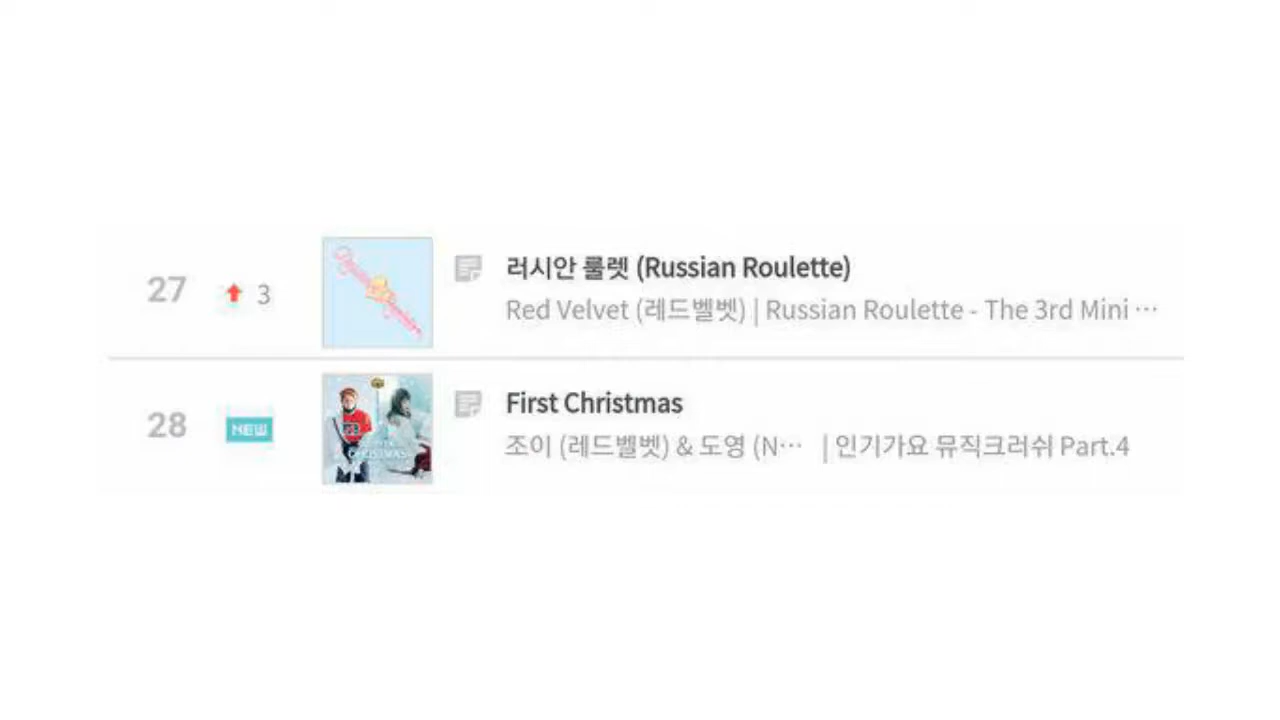 27
3
러시안 룰렛 (Russian Roulette)
Red Velvet (레드벨벳) | Russian Roulette - The 3rd Mini ···
28
NEW
First Christmas
조이 (레드벨벳) & 도영 (N··· | 인기가요 뮤직크러쉬 Part.4
CHRISTMAS